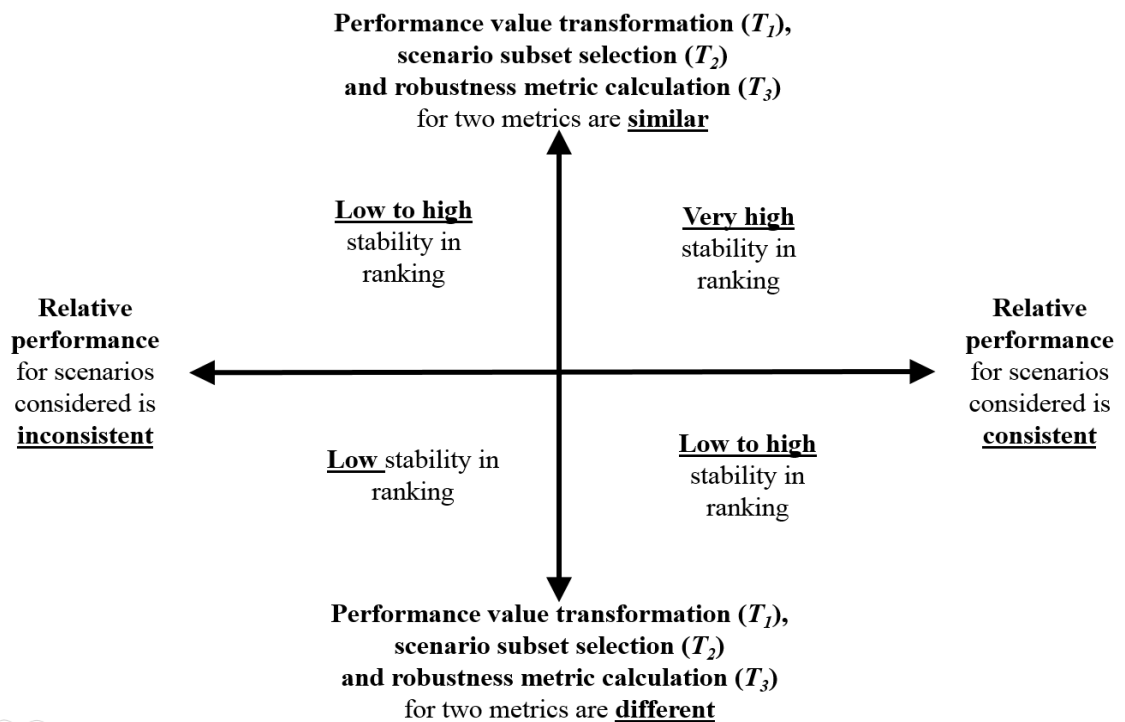 Performance value transformation (T1),
scenario subset selection (T2)
and robustness metric calculation (T3)
for two metrics are similar
Low to high
stability in
ranking
Very high
stability in
ranking
Relative
performance
for scenarios
considered is
inconsistent
Relative
performance
for scenarios
considered is
consistent
Low stability in
ranking
Low to high
stability in
ranking
Performance value transformation (T1),
scenario subset selection (T2)
and robustness metric calculation (T3)
for two metrics are different